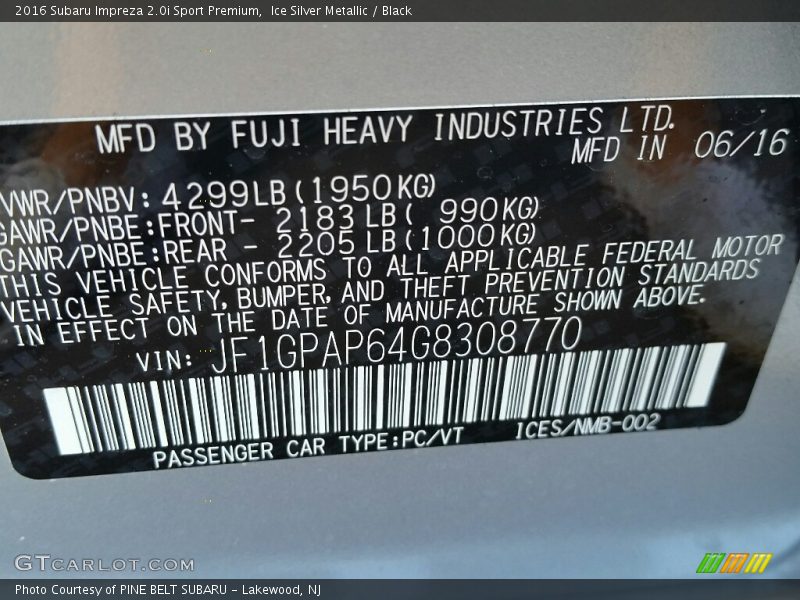 2016 Subaru Impreza 2.0i Sport Premium, Ice Silver Metallic / Black
MFD BY FUJI HEAVY INDUSTRIES LTD.
MFD IN 06/16
VWR/PNBV: 4299LB(1950KG)
GAWR/PNBE:FRONT- 2183 LB( 990KG)
GAWR/PNBE:REAR - 2205 LB(1000KG)
THIS VEHICLE CONFORMS TO ALL APPLICABLE FEDERAL MOTOR
VEHICLE SAFETY, BUMPER, AND THEFT PREVENTION STANDARDS
IN EFFECT ON THE DATE OF MANUFACTURE SHOWN ABOVE.
VIN: JF1GPAP64G8308770
PASSENGER CAR TYPE:PC/VT ICES/NMB-002
GTCARLOT.COM
Photo Courtesy of PINE BELT SUBARU - Lakewood, NJ